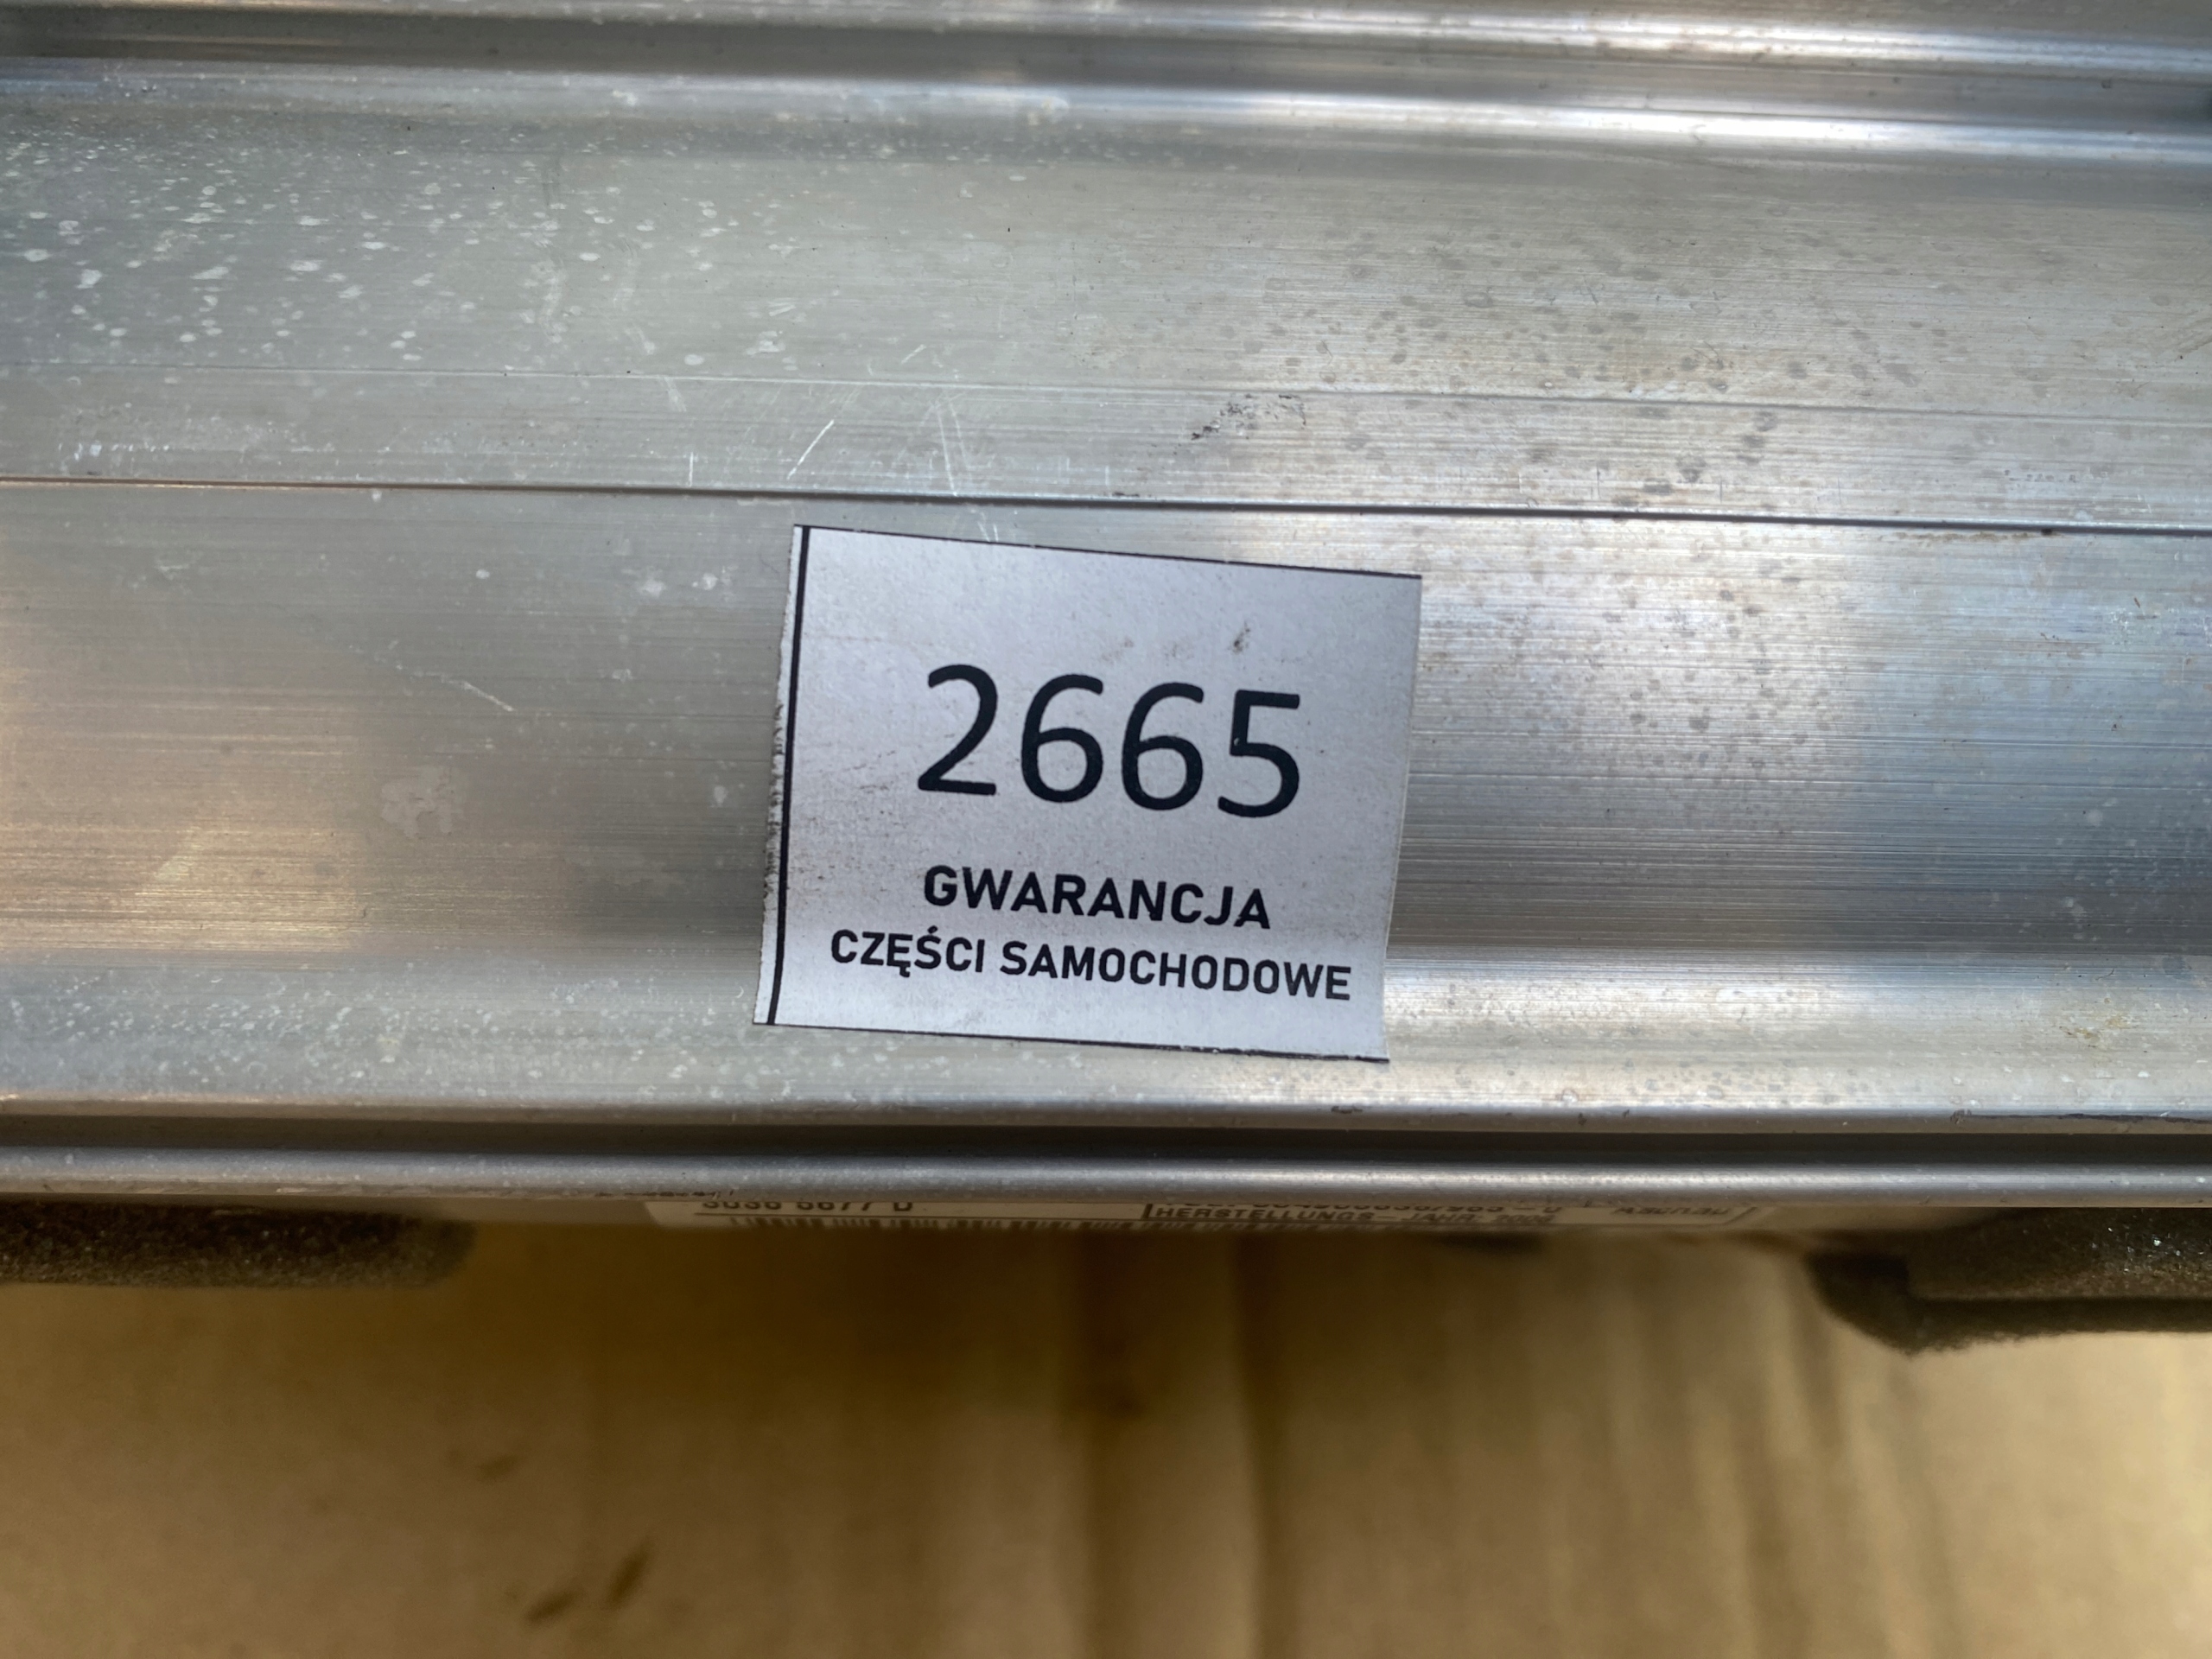 2665
GWARANCJA
CZĘŚCI SAMOCHODOWE
HERSTELLUNGS-JAHR: